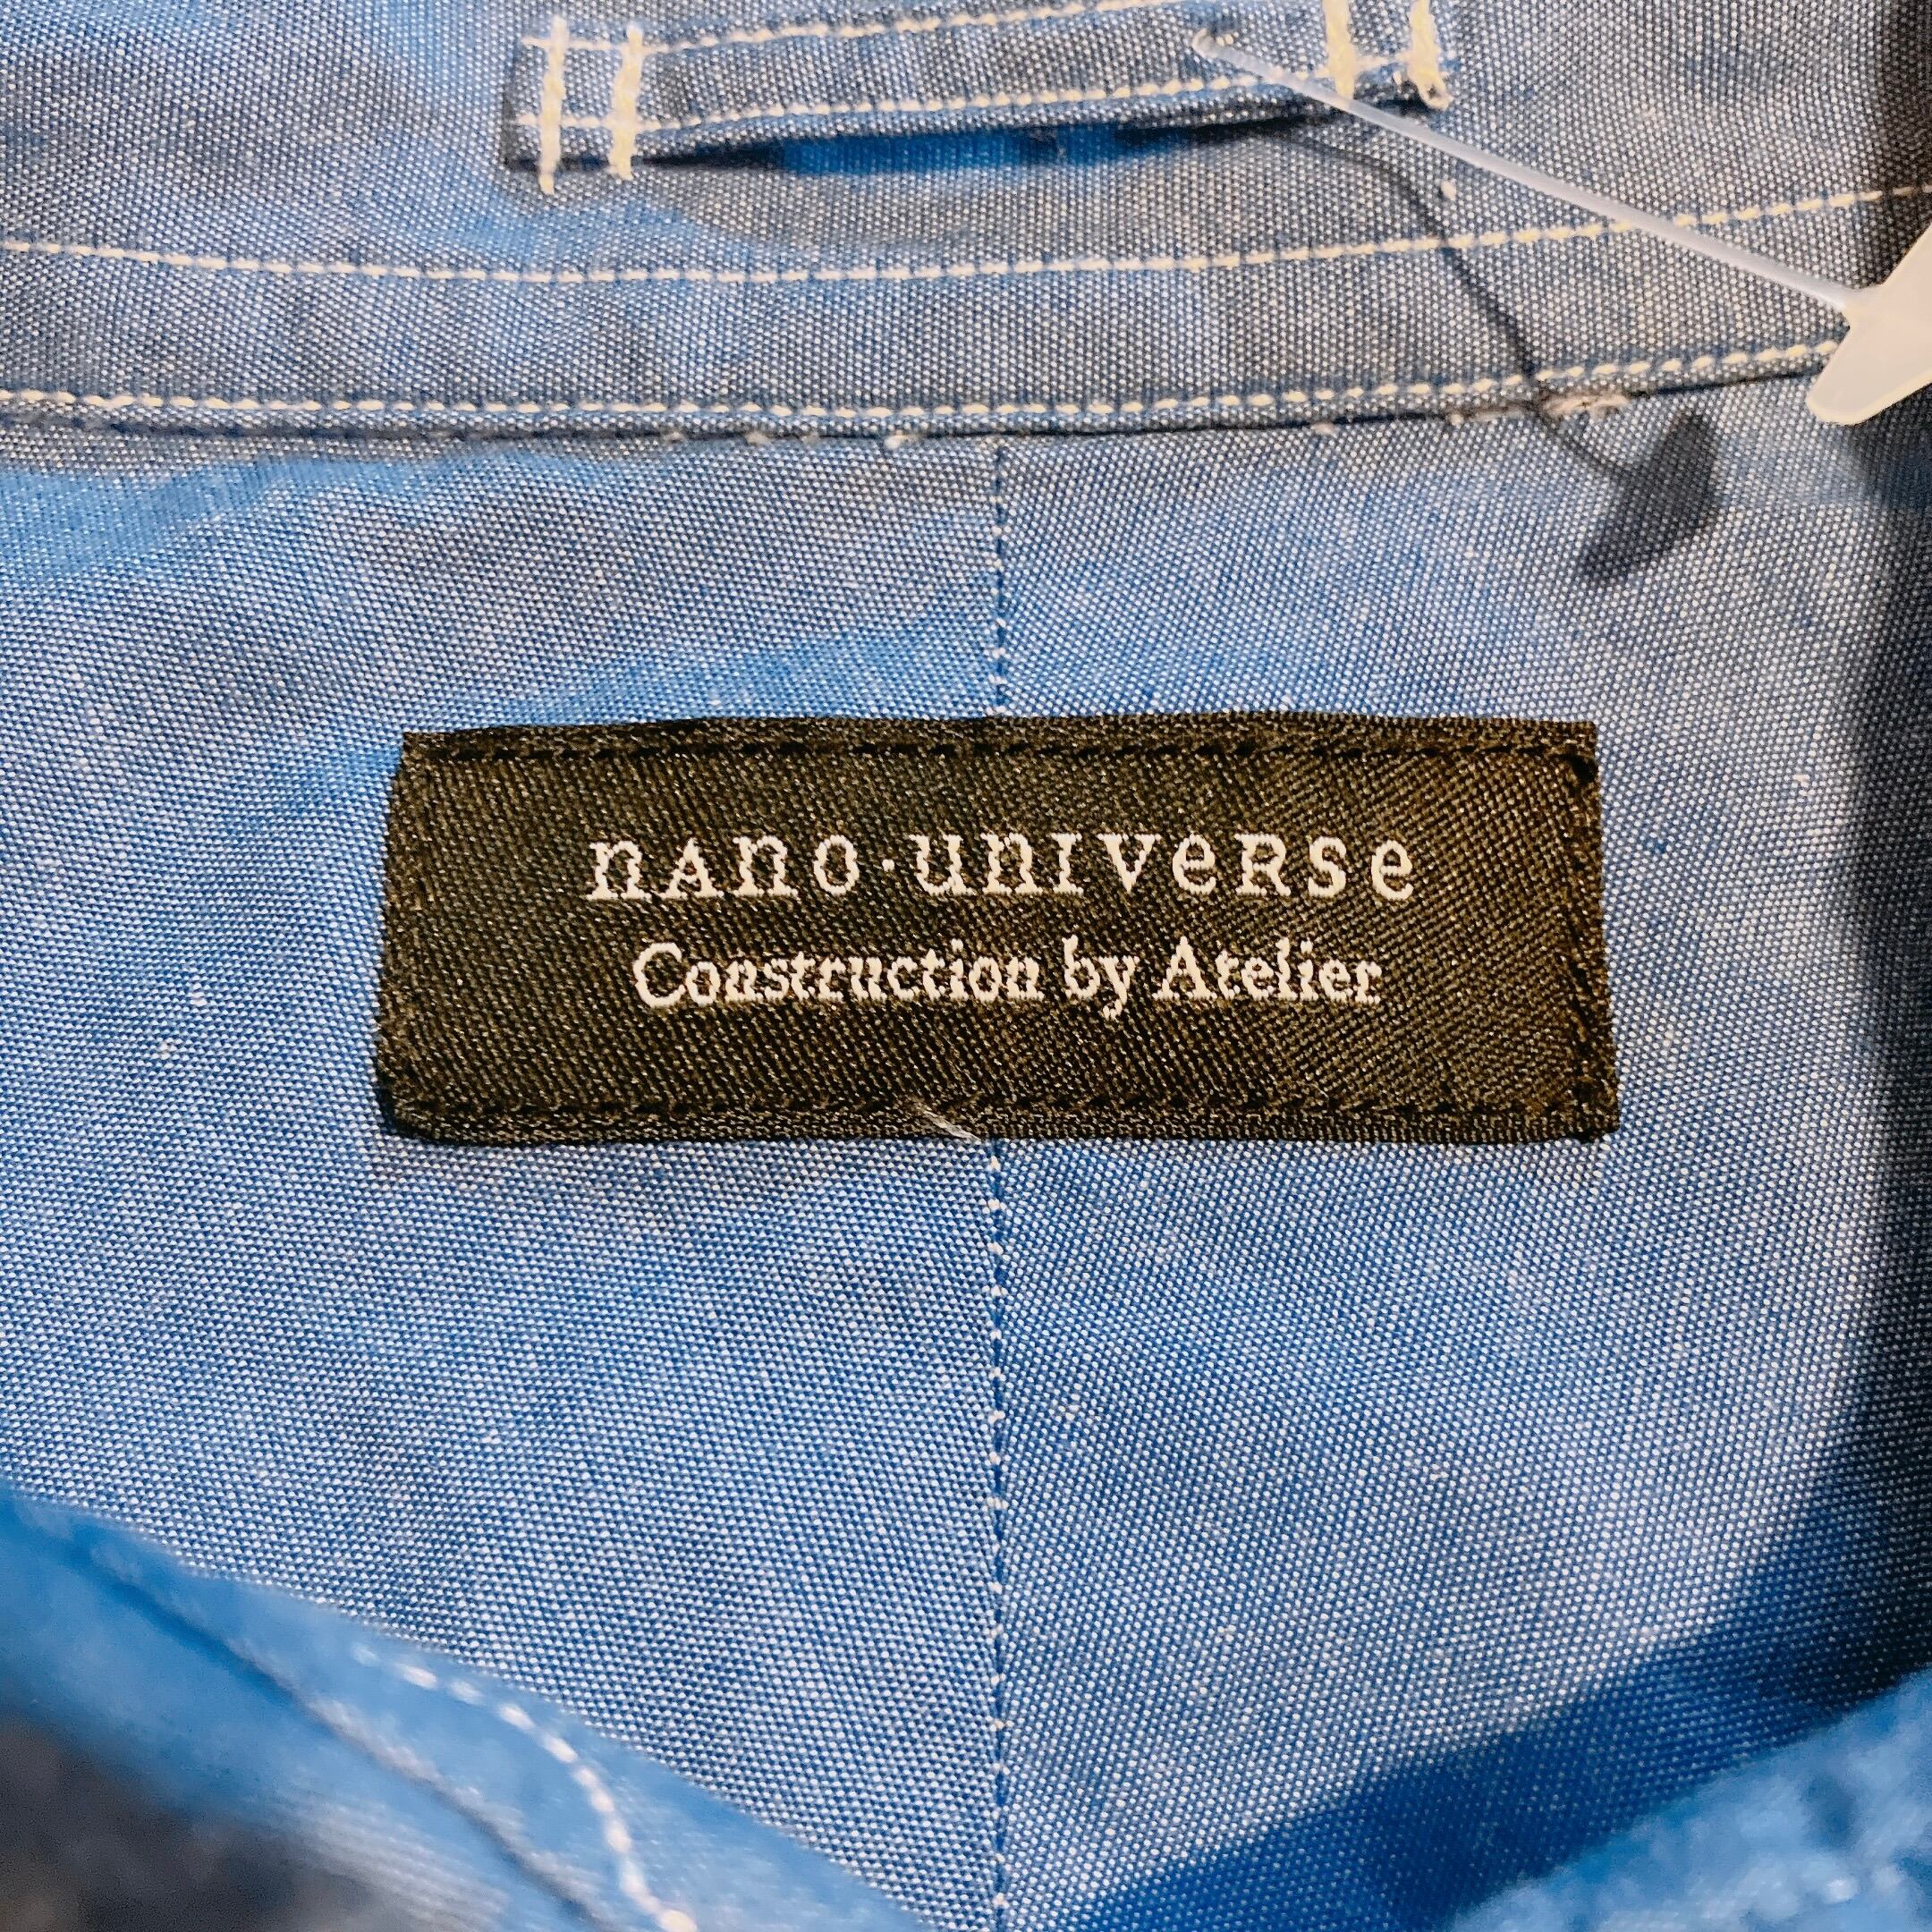 nAno·unIveRse
Construction by Atelier